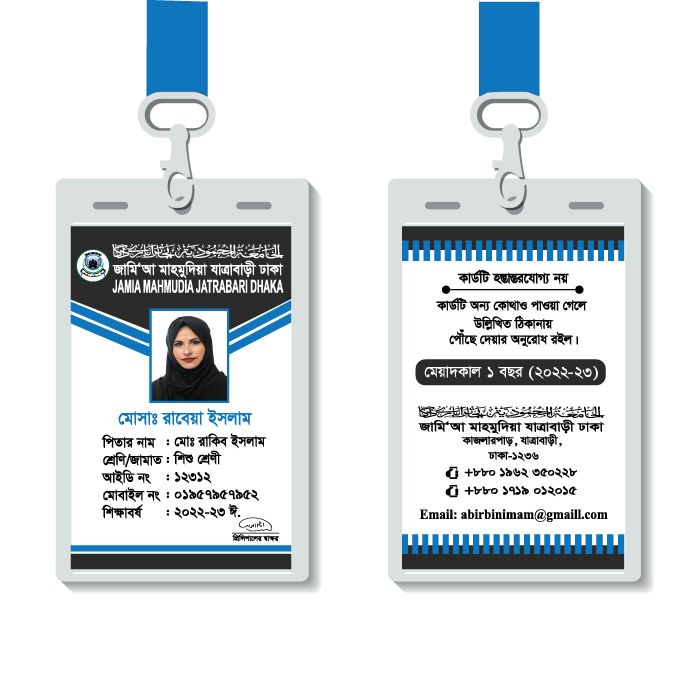 জামি‘আ মাহমুদিয়া যাত্রাবাড়ী ঢাকা
JAMIA MAHMUDIA JATRABARI DHAKA
মোসাঃ রাবেয়া ইসলাম
পিতার নাম : মোঃ রাকিব ইসলাম
শ্রেণি/জামাত : শিশু শ্রেণী
আইডি নং : ১২৩১২
মোবাইল নং : ০১৯৫৭৯৫৭৯৫২
শিক্ষাবর্ষ : ২০২২-২৩ ঈ.
প্রিন্সিপালের স্বাক্ষর
কার্ডটি হস্তান্তরযোগ্য নয়
কার্ডটি অন্য কোথাও পাওয়া গেলে
উল্লিখিত ঠিকানায়
পৌঁছে দেয়ার অনুরোধ রইল।
মেয়াদকাল ১ বছর (২০২২-২৩)
জামি‘আ মাহমুদিয়া যাত্রাবাড়ী ঢাকা
কাজলারপাড়, যাত্রাবাড়ী,
ঢাকা-১২৩৬
+৮৮০ ১৯৬২ ৩৫০২২৮
+৮৮০ ১৭১৯ ০১২০১৫
Email: abirbinimam@gmaill.com